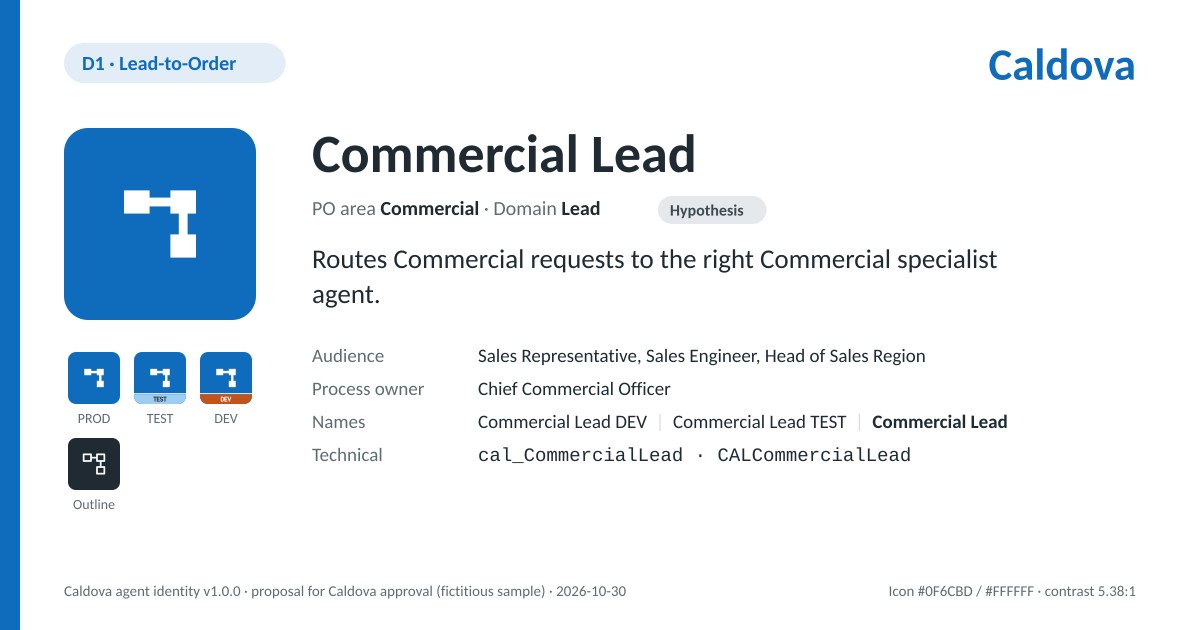 D1 · Lead-to-Order
Caldova
Commercial Lead
PO area Commercial · Domain Lead
Hypothesis
Routes Commercial requests to the right Commercial specialist
agent.
Audience Sales Representative, Sales Engineer, Head of Sales Region
Process owner Chief Commercial Officer
Names Commercial Lead DEV | Commercial Lead TEST | Commercial Lead
Technical cal_CommercialLead · CALCommercialLead
TEST
DEV
PROD TEST DEV
Outline
Caldova agent identity v1.0.0 · proposal for Caldova approval (fictitious sample) · 2026-10-30
Icon #0F6CBD / #FFFFFF · contrast 5.38:1